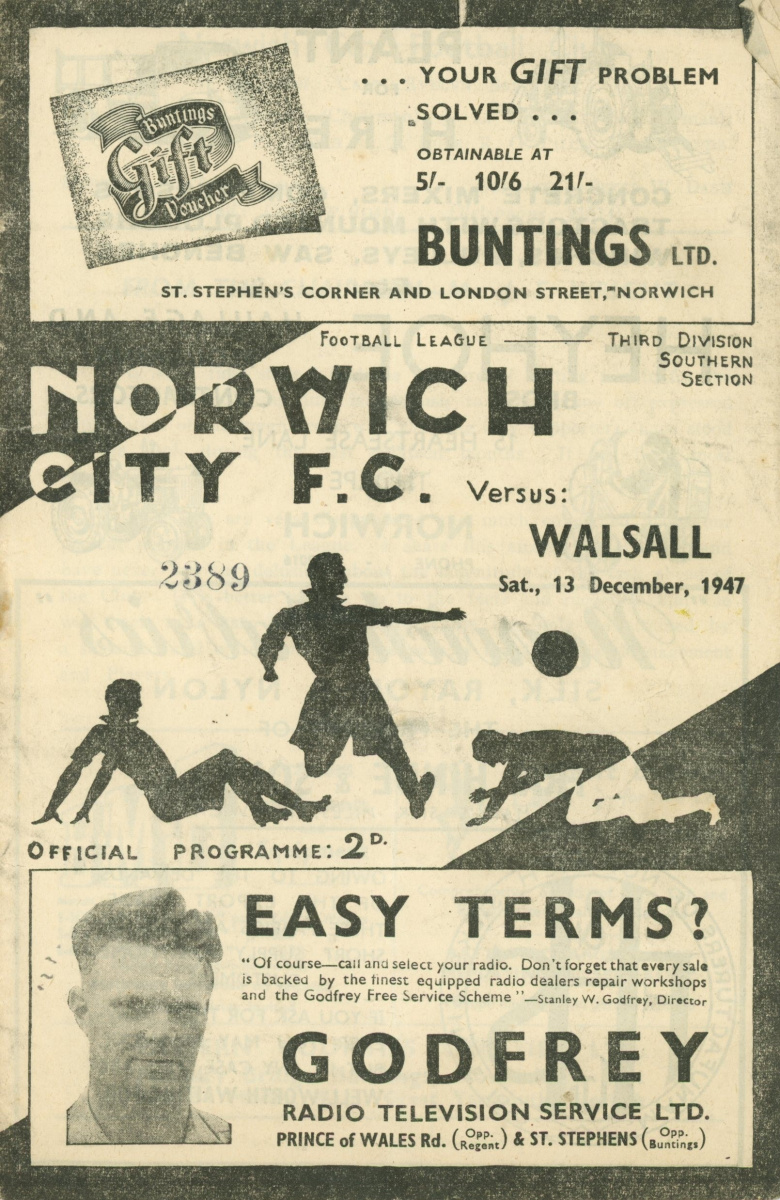 Buntings
Gift
Voucher
. . . YOUR GIFT PROBLEM
SOLVED . . .
OBTAINABLE AT
5/- 10/6 21/-
BUNTINGS LTD.
ST. STEPHEN'S CORNER AND LONDON STREET, NORWICH
FOOTBALL LEAGUE —— THIRD DIVISION
SOUTHERN
SECTION
NORWICH
CITY F.C. Versus:
WALSALL
2389
Sat., 13 December, 1947
OFFICIAL PROGRAMME: 2D.
EASY TERMS?
"Of course—call and select your radio. Don't forget that every sale
is backed by the finest equipped radio dealers repair workshops
and the Godfrey Free Service Scheme"—Stanley W. Godfrey, Director
GODFREY
RADIO TELEVISION SERVICE LTD.
PRINCE of WALES Rd. (Opp. Regent) & ST. STEPHENS (Opp. Buntings)